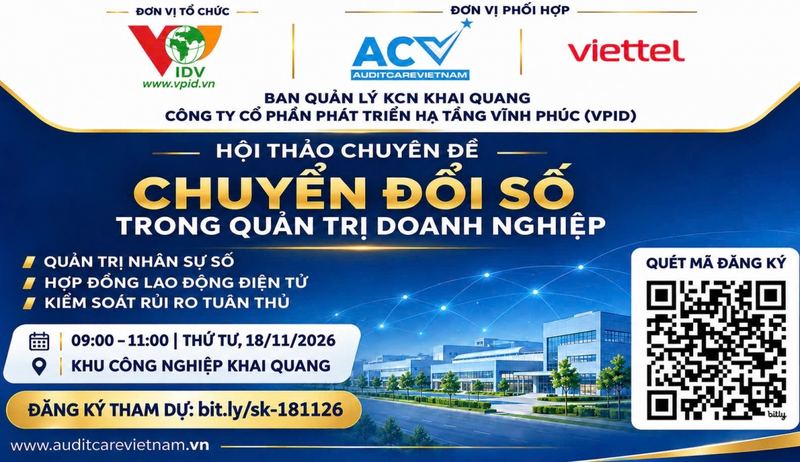 ĐƠN VỊ TỔ CHỨC
ĐƠN VỊ PHỐI HỢP
IDV
www.vpid.vn
ACV
AUDITCAREVIETNAM
viettel
BAN QUẢN LÝ KCN KHAI QUANG
CÔNG TY CỔ PHẦN PHÁT TRIỂN HẠ TẦNG VĨNH PHÚC (VPID)
HỘI THẢO CHUYÊN ĐỀ
CHUYỂN ĐỔI SỐ
TRONG QUẢN TRỊ DOANH NGHIỆP
QUẢN TRỊ NHÂN SỰ SỐ
HỢP ĐỒNG LAO ĐỘNG ĐIỆN TỬ
KIỂM SOÁT RỦI RO TUÂN THỦ
QUÉT MÃ ĐĂNG KÝ
09:00 – 11:00 | THỨ TƯ, 18/11/2026
KHU CÔNG NGHIỆP KHAI QUANG
ĐĂNG KÝ THAM DỰ: bit.ly/sk-181126
bitly
www.auditcarevietnam.vn